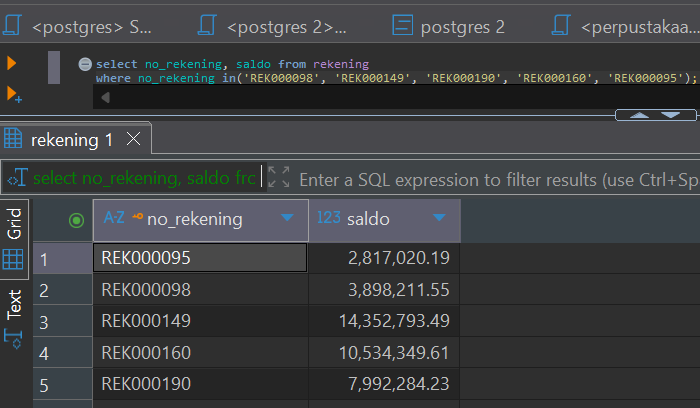 <postgres> S...
<postgres 2>...
postgres 2
<perpustakaa...
select no_rekening, saldo from rekening
where no_rekening in('REK000098', 'REK000149', 'REK000190', 'REK000160', 'REK000095');
rekening 1
select no_rekening, saldo frc
Enter a SQL expression to filter results (use Ctrl+Sp
Grid
Text
A-Z no_rekening
123 saldo
1 REK000095 2,817,020.19
2 REK000098 3,898,211.55
3 REK000149 14,352,793.49
4 REK000160 10,534,349.61
5 REK000190 7,992,284.23